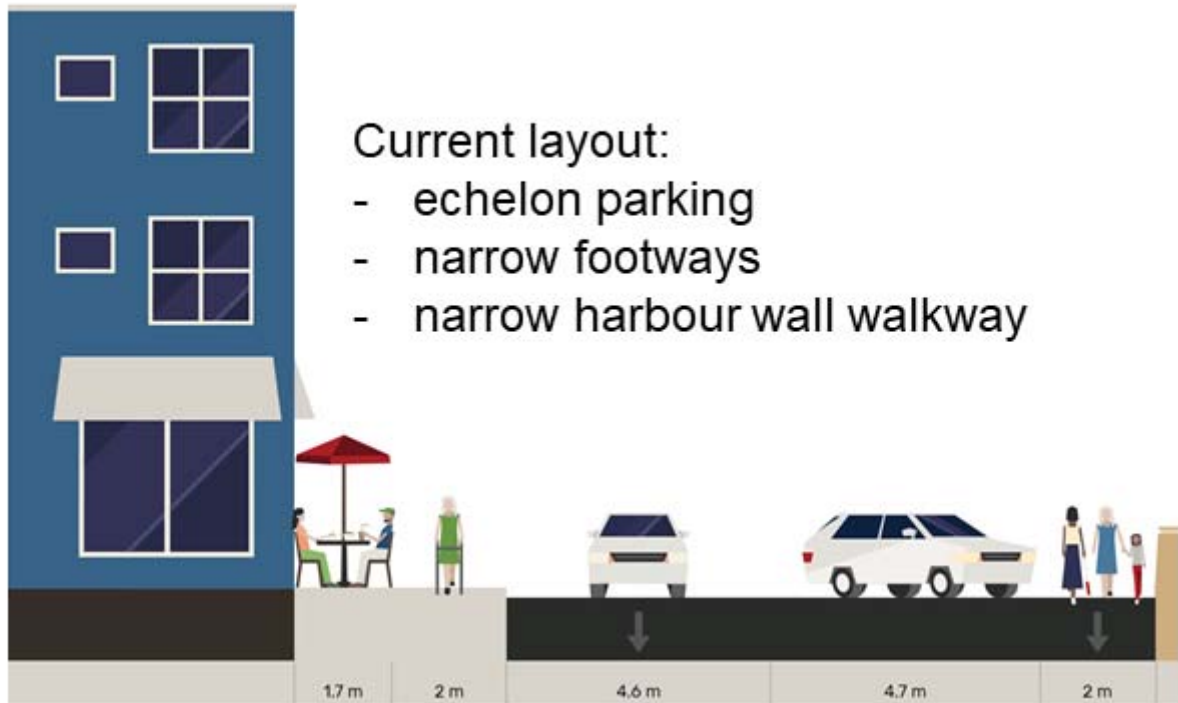 Current layout:
- echelon parking
- narrow footways
- narrow harbour wall walkway
1.7 m 2 m 4.6 m 4.7 m 2 m